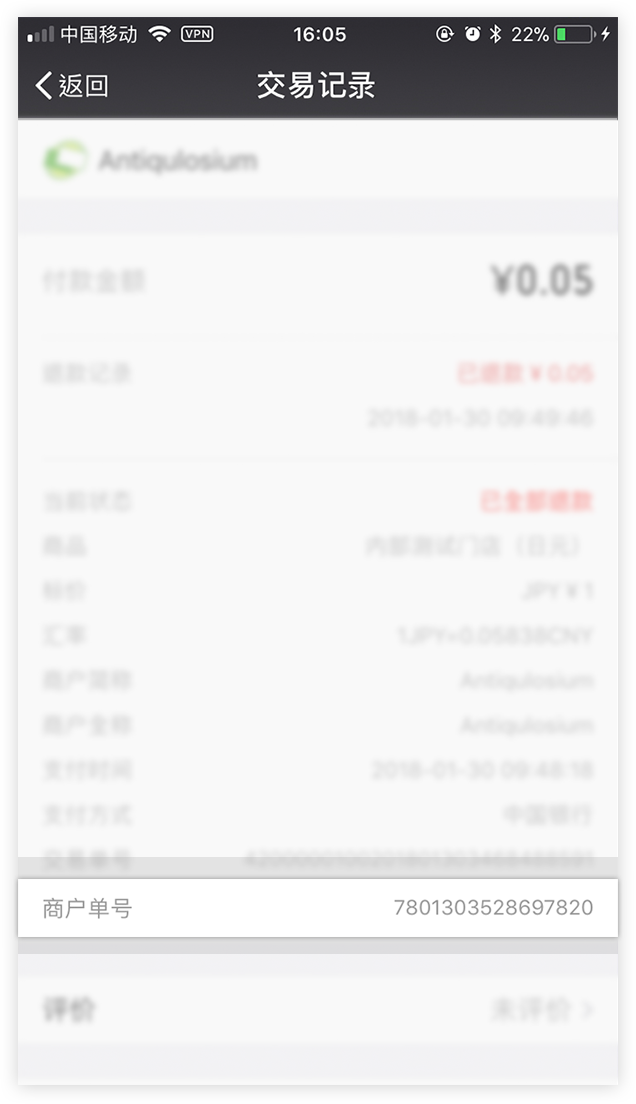 中国移动 VPN 16:05 22%
返回 交易记录
Antiqulosium
付款金额 ¥0.05
退款记录 已退款¥0.05
2018-01-30 09:49:46
当前状态 已全部退款
商品 内部测试门店（日元）
标价 JPY¥1
汇率 1JPY=0.05838CNY
商户简称 Antiqulosium
商户全称 Antiqulosium
支付时间 2018-01-30 09:48:18
支付方式 中国银行
交易单号
商户单号 7801303528697820
评价 未评价